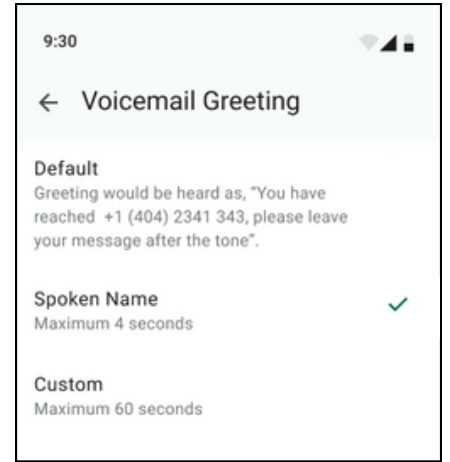 9:30
Voicemail Greeting
Default
Greeting would be heard as, "You have
reached +1 (404) 2341 343, please leave
your message after the tone".
Spoken Name
Maximum 4 seconds
Custom
Maximum 60 seconds